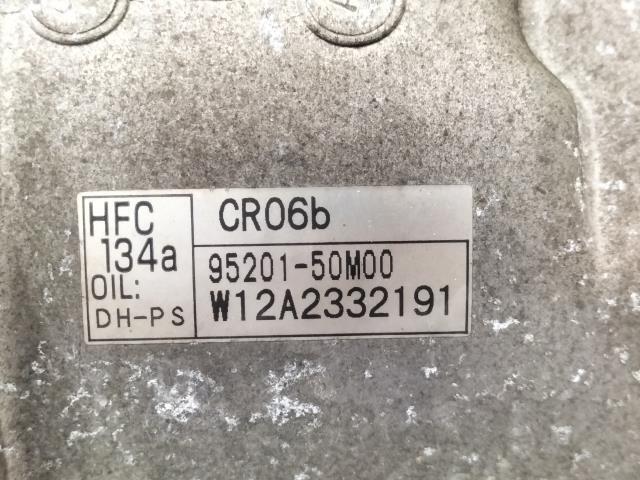 HFC
134a
OIL:
DH-PS
CR06b
95201-50M00
W12A2332191